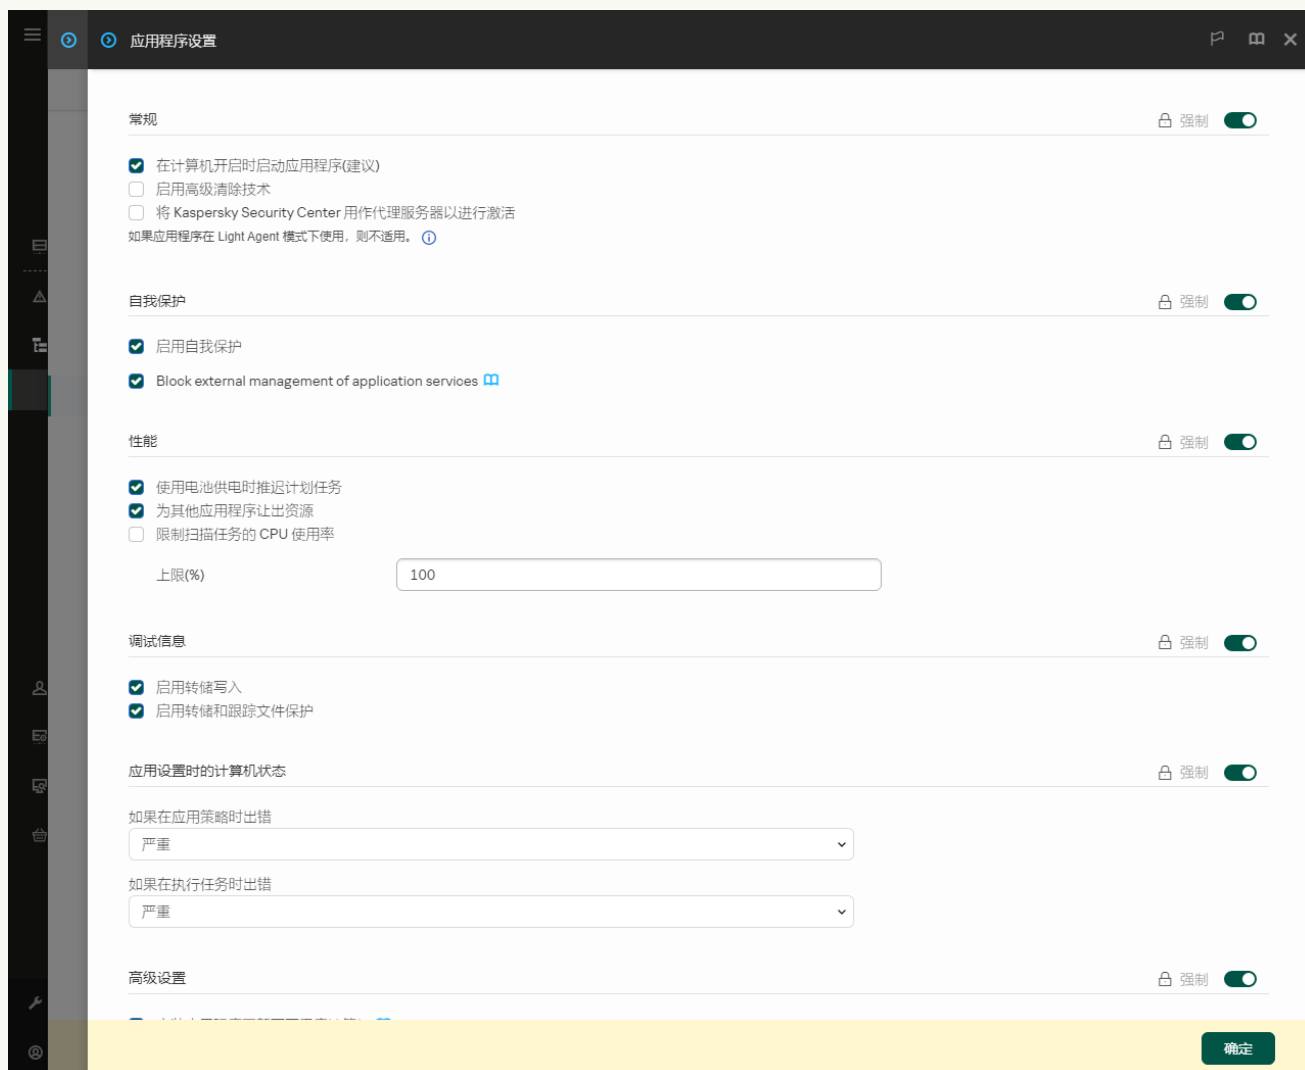 应用程序设置
常规
强制
在计算机开启时启动应用程序(建议)
启用高级清除技术
将 Kaspersky Security Center 用作代理服务器以进行激活
如果应用程序在 Light Agent 模式下使用，则不适用。
自我保护
强制
启用自我保护
Block external management of application services
性能
强制
使用电池供电时推迟计划任务
为其他应用程序让出资源
限制扫描任务的 CPU 使用率
上限(%)
100
调试信息
强制
启用转储写入
启用转储和跟踪文件保护
应用设置时的计算机状态
强制
如果在应用策略时出错
严重
如果在执行任务时出错
严重
高级设置
强制
确定